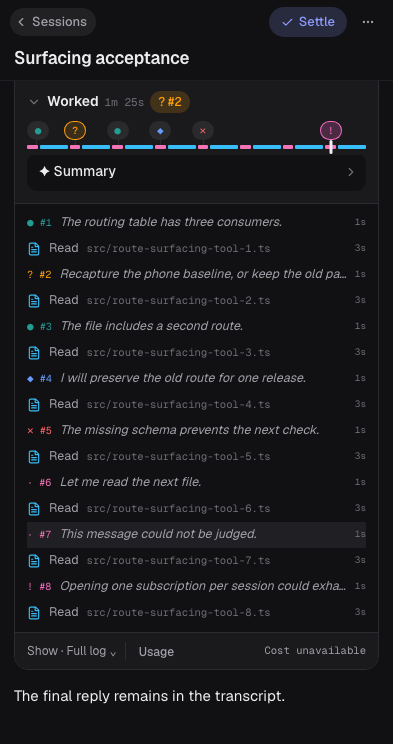 Sessions
Settle
Surfacing acceptance
Worked 1m 25s ? #2
? !
Summary
#1 The routing table has three consumers. 1s
Read src/route-surfacing-tool-1.ts 3s
? #2 Recapture the phone baseline, or keep the old pa… 1s
Read src/route-surfacing-tool-2.ts 3s
#3 The file includes a second route. 1s
Read src/route-surfacing-tool-3.ts 3s
#4 I will preserve the old route for one release. 1s
Read src/route-surfacing-tool-4.ts 3s
#5 The missing schema prevents the next check. 1s
Read src/route-surfacing-tool-5.ts 3s
· #6 Let me read the next file. 1s
Read src/route-surfacing-tool-6.ts 3s
· #7 This message could not be judged. 1s
Read src/route-surfacing-tool-7.ts 3s
! #8 Opening one subscription per session could exha… 1s
Read src/route-surfacing-tool-8.ts 3s
Show · Full log Usage Cost unavailable
The final reply remains in the transcript.